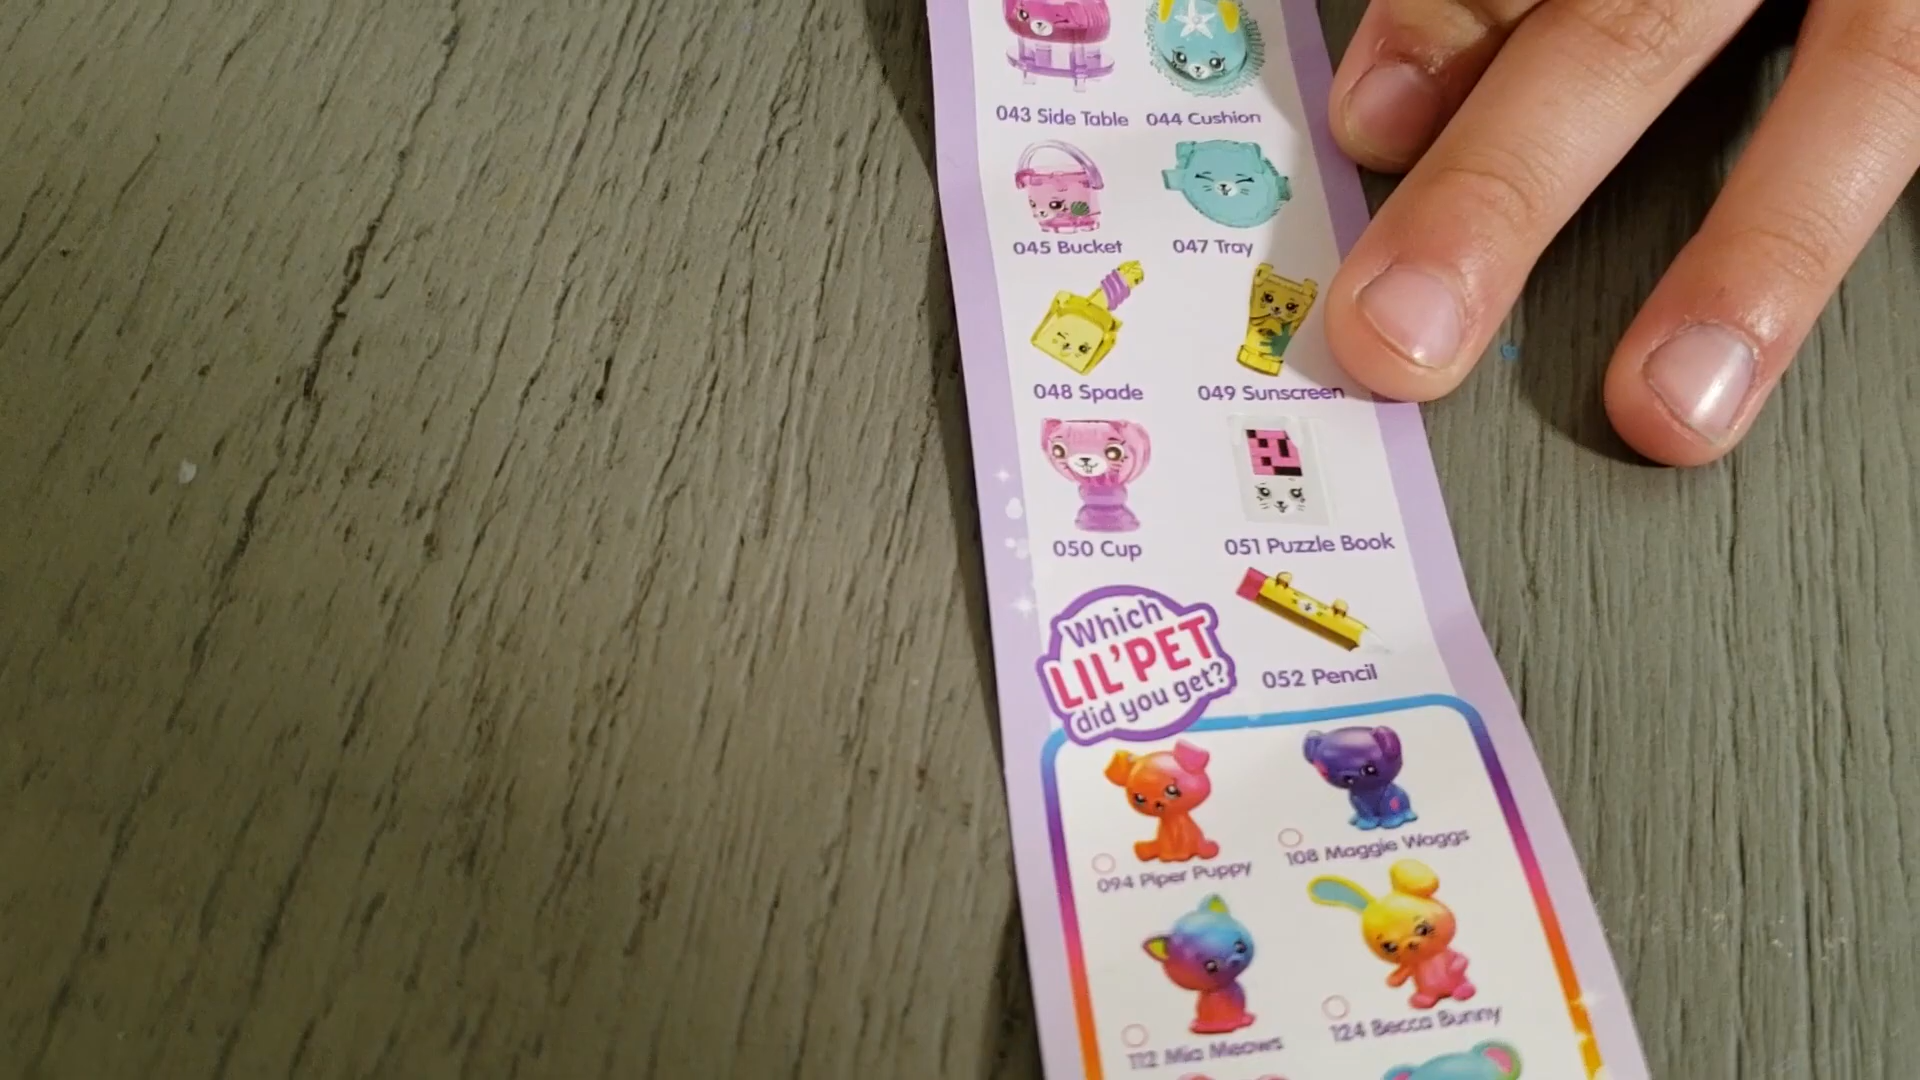 043 Side Table
044 Cushion
045 Bucket
047 Tray
048 Spade
049 Sunscreen
050 Cup
051 Puzzle Book
052 Pencil
Which
LIL'PET
did you get?
094 Piper Puppy
108 Maggie Waggs
112 Mia Meows
124 Becca Bunny